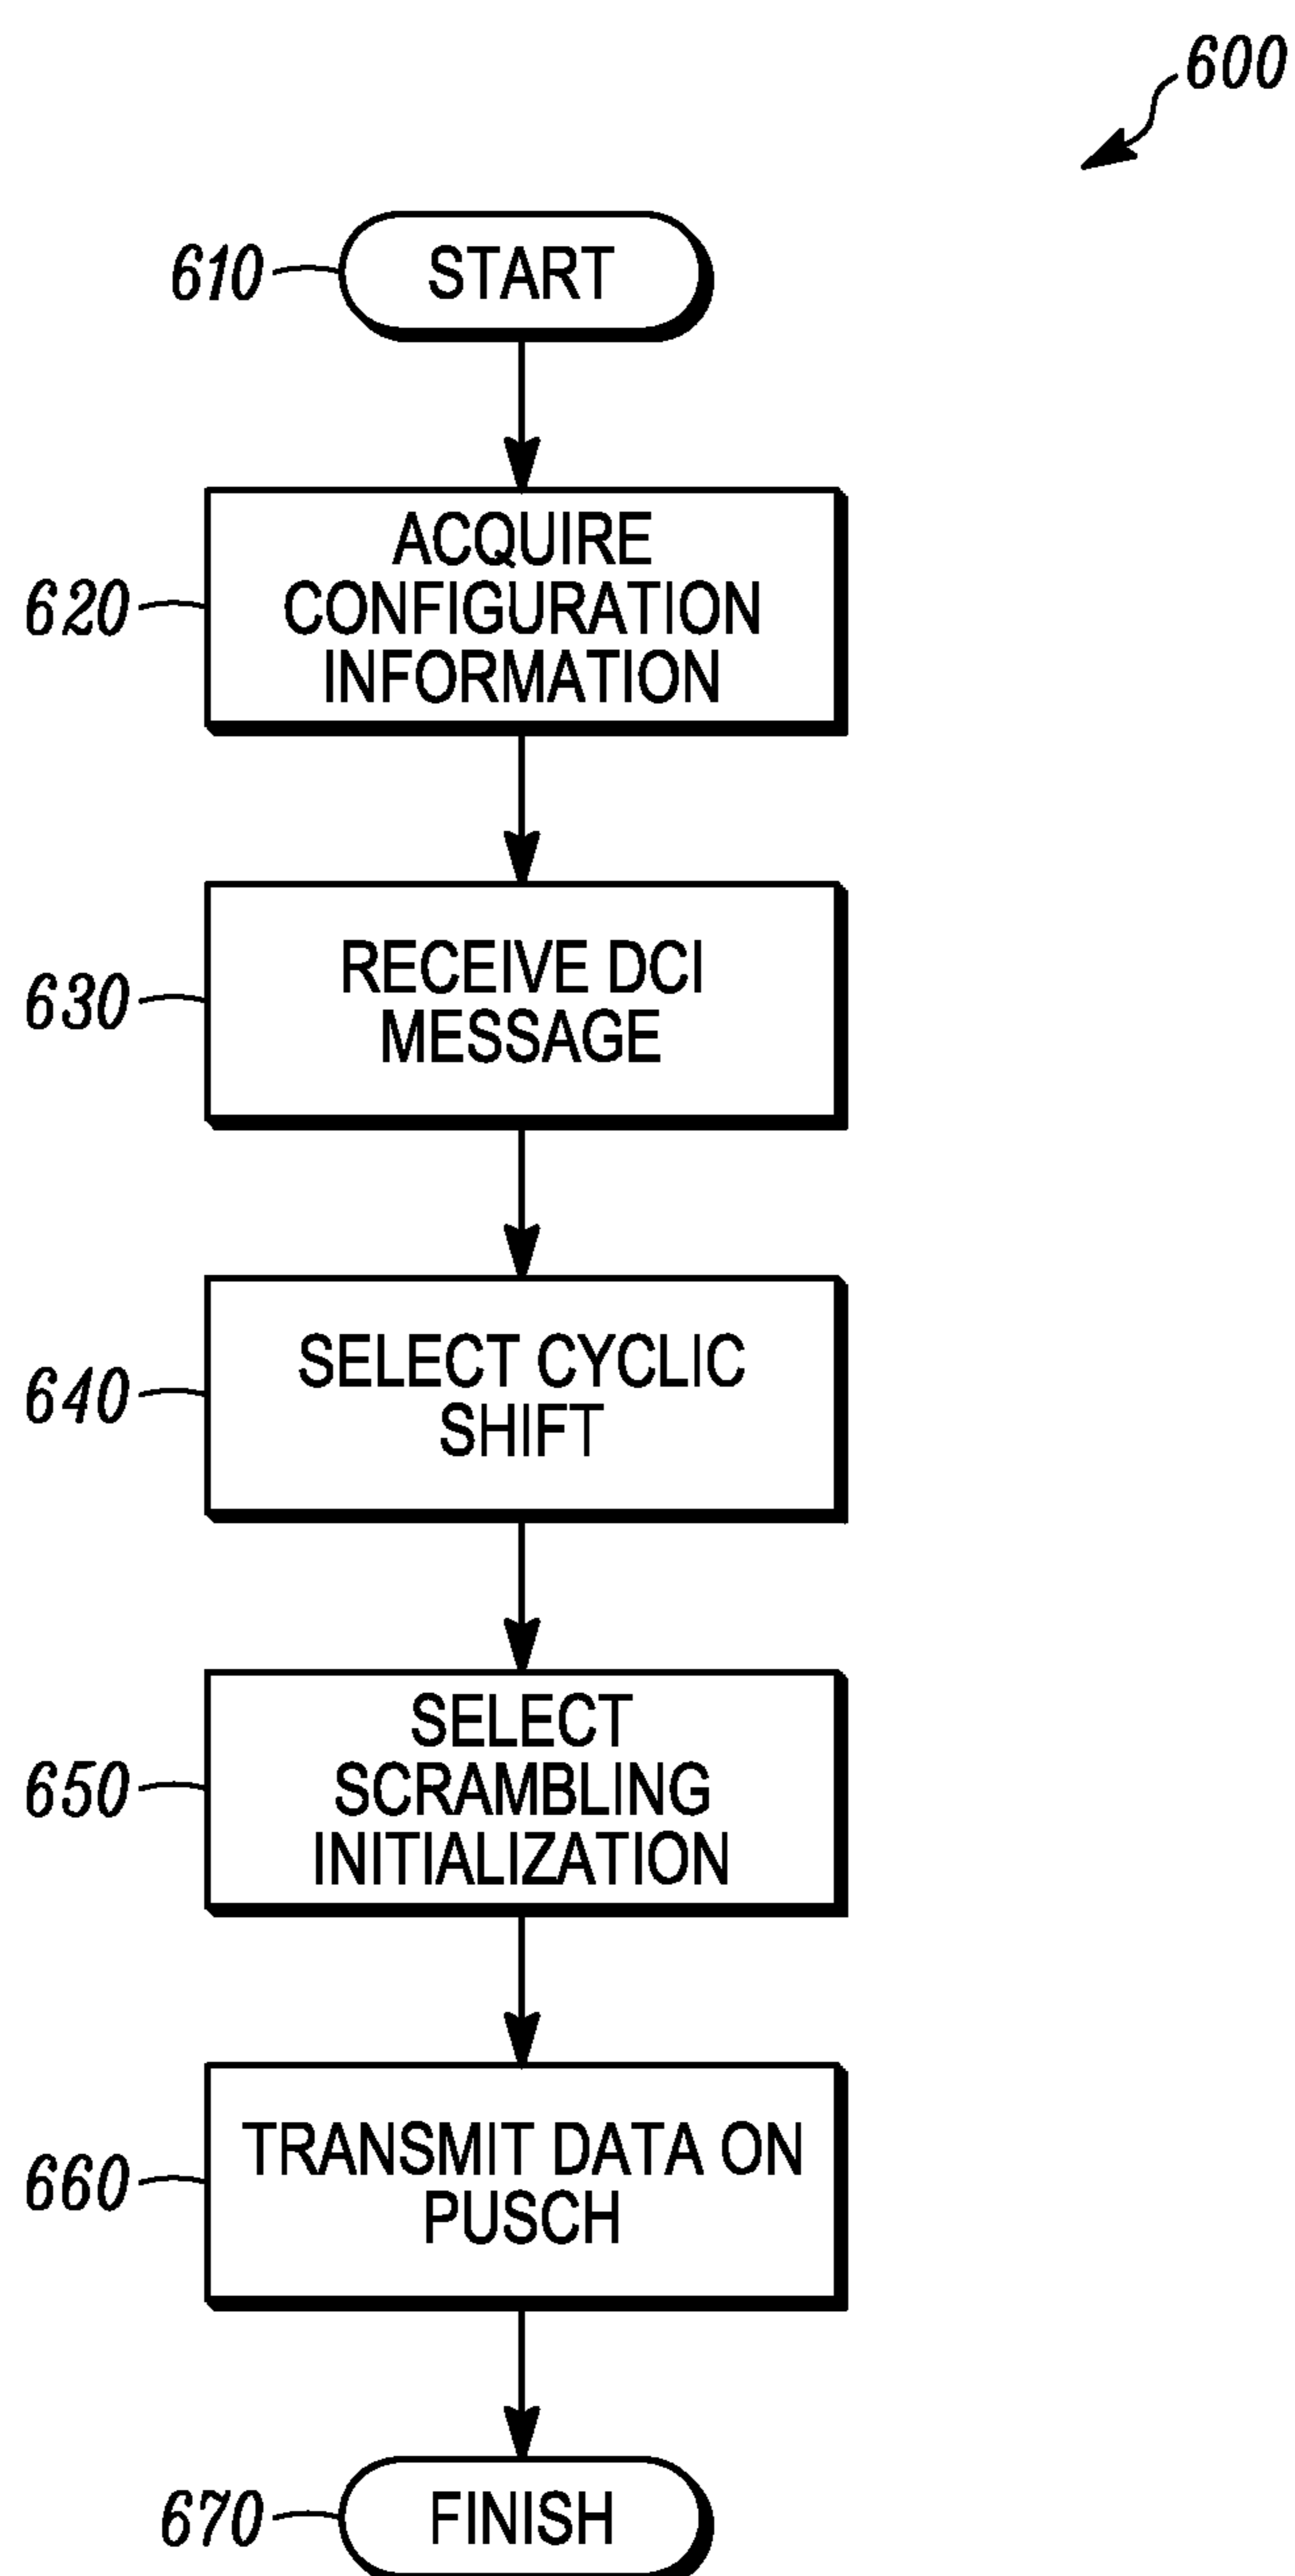 600
610
START
620
ACQUIRE
CONFIGURATION
INFORMATION
630
RECEIVE DCI
MESSAGE
640
SELECT CYCLIC
SHIFT
650
SELECT
SCRAMBLING
INITIALIZATION
660
TRANSMIT DATA ON
PUSCH
670
FINISH